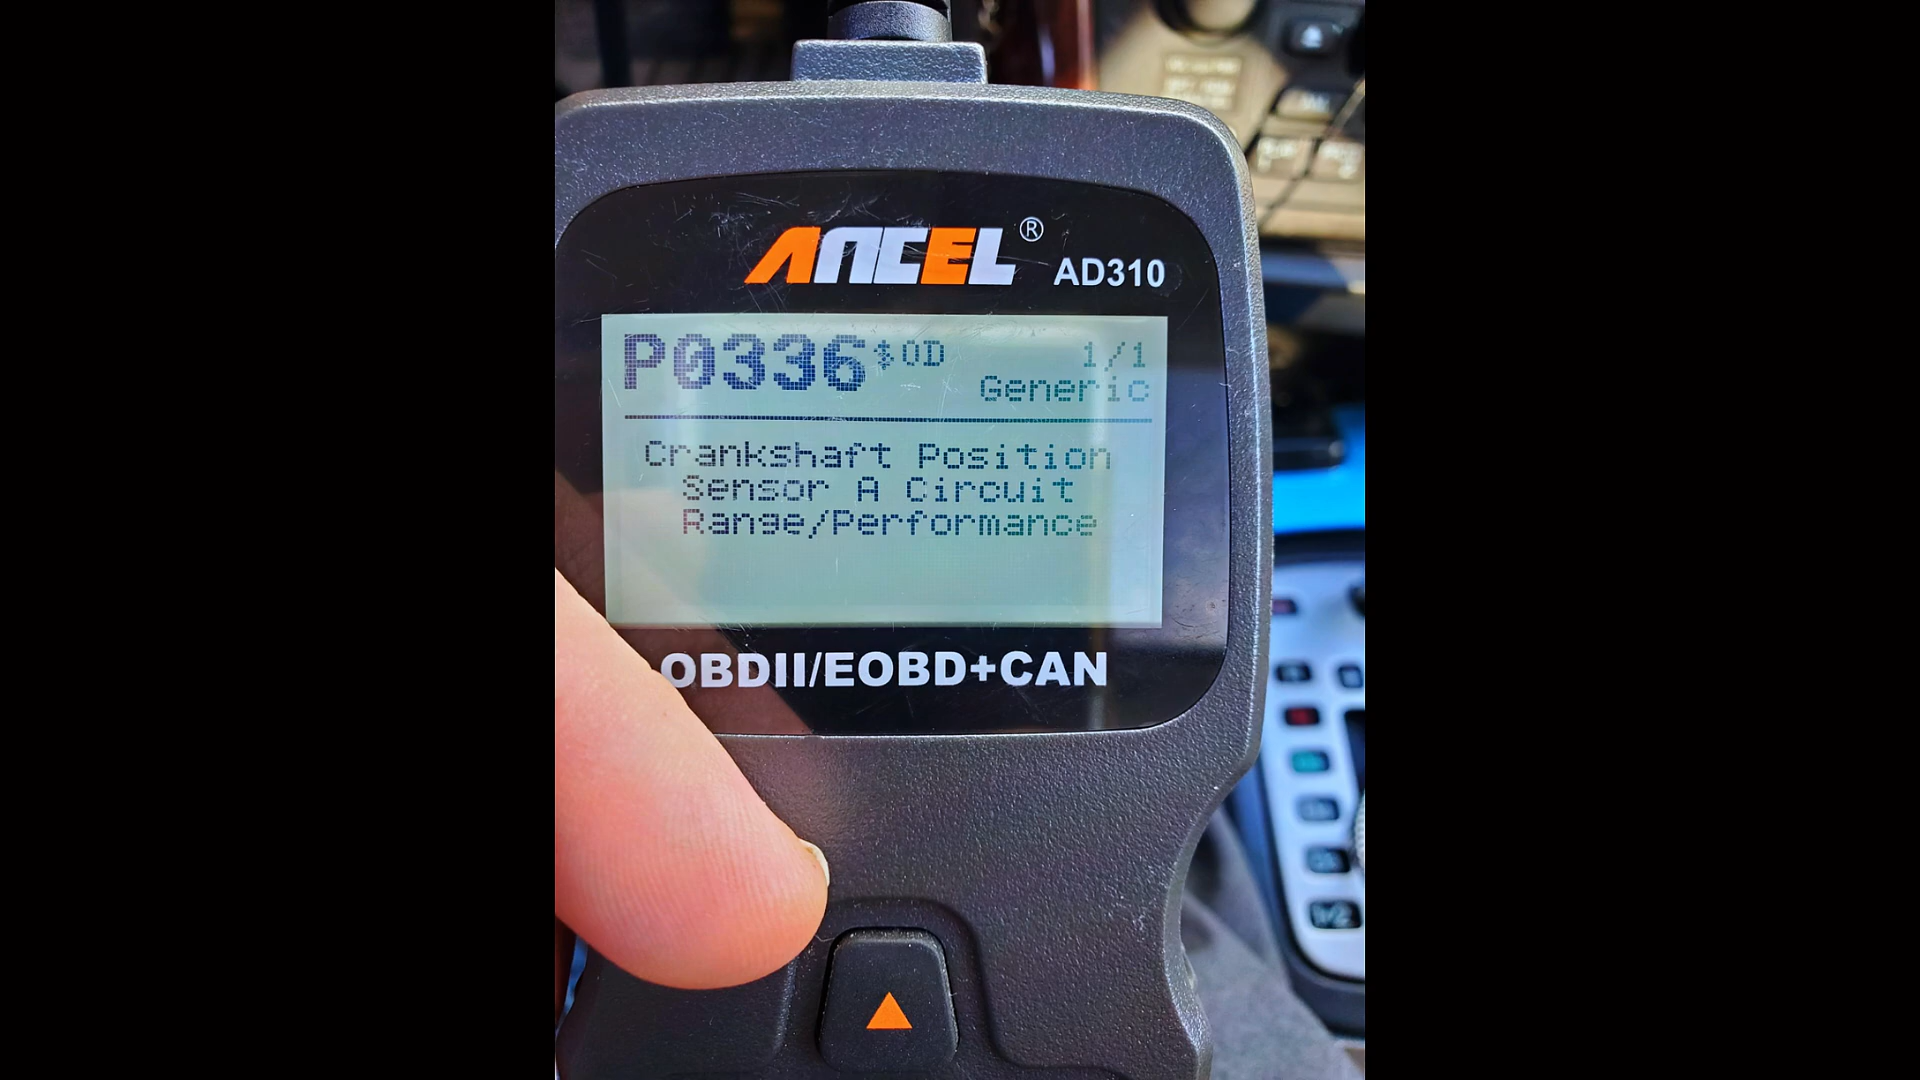 ANCEL® AD310
P0336 $0D 1/1
Generic
Crankshaft Position
Sensor A Circuit
Range/Performance
OBDII/EOBD+CAN